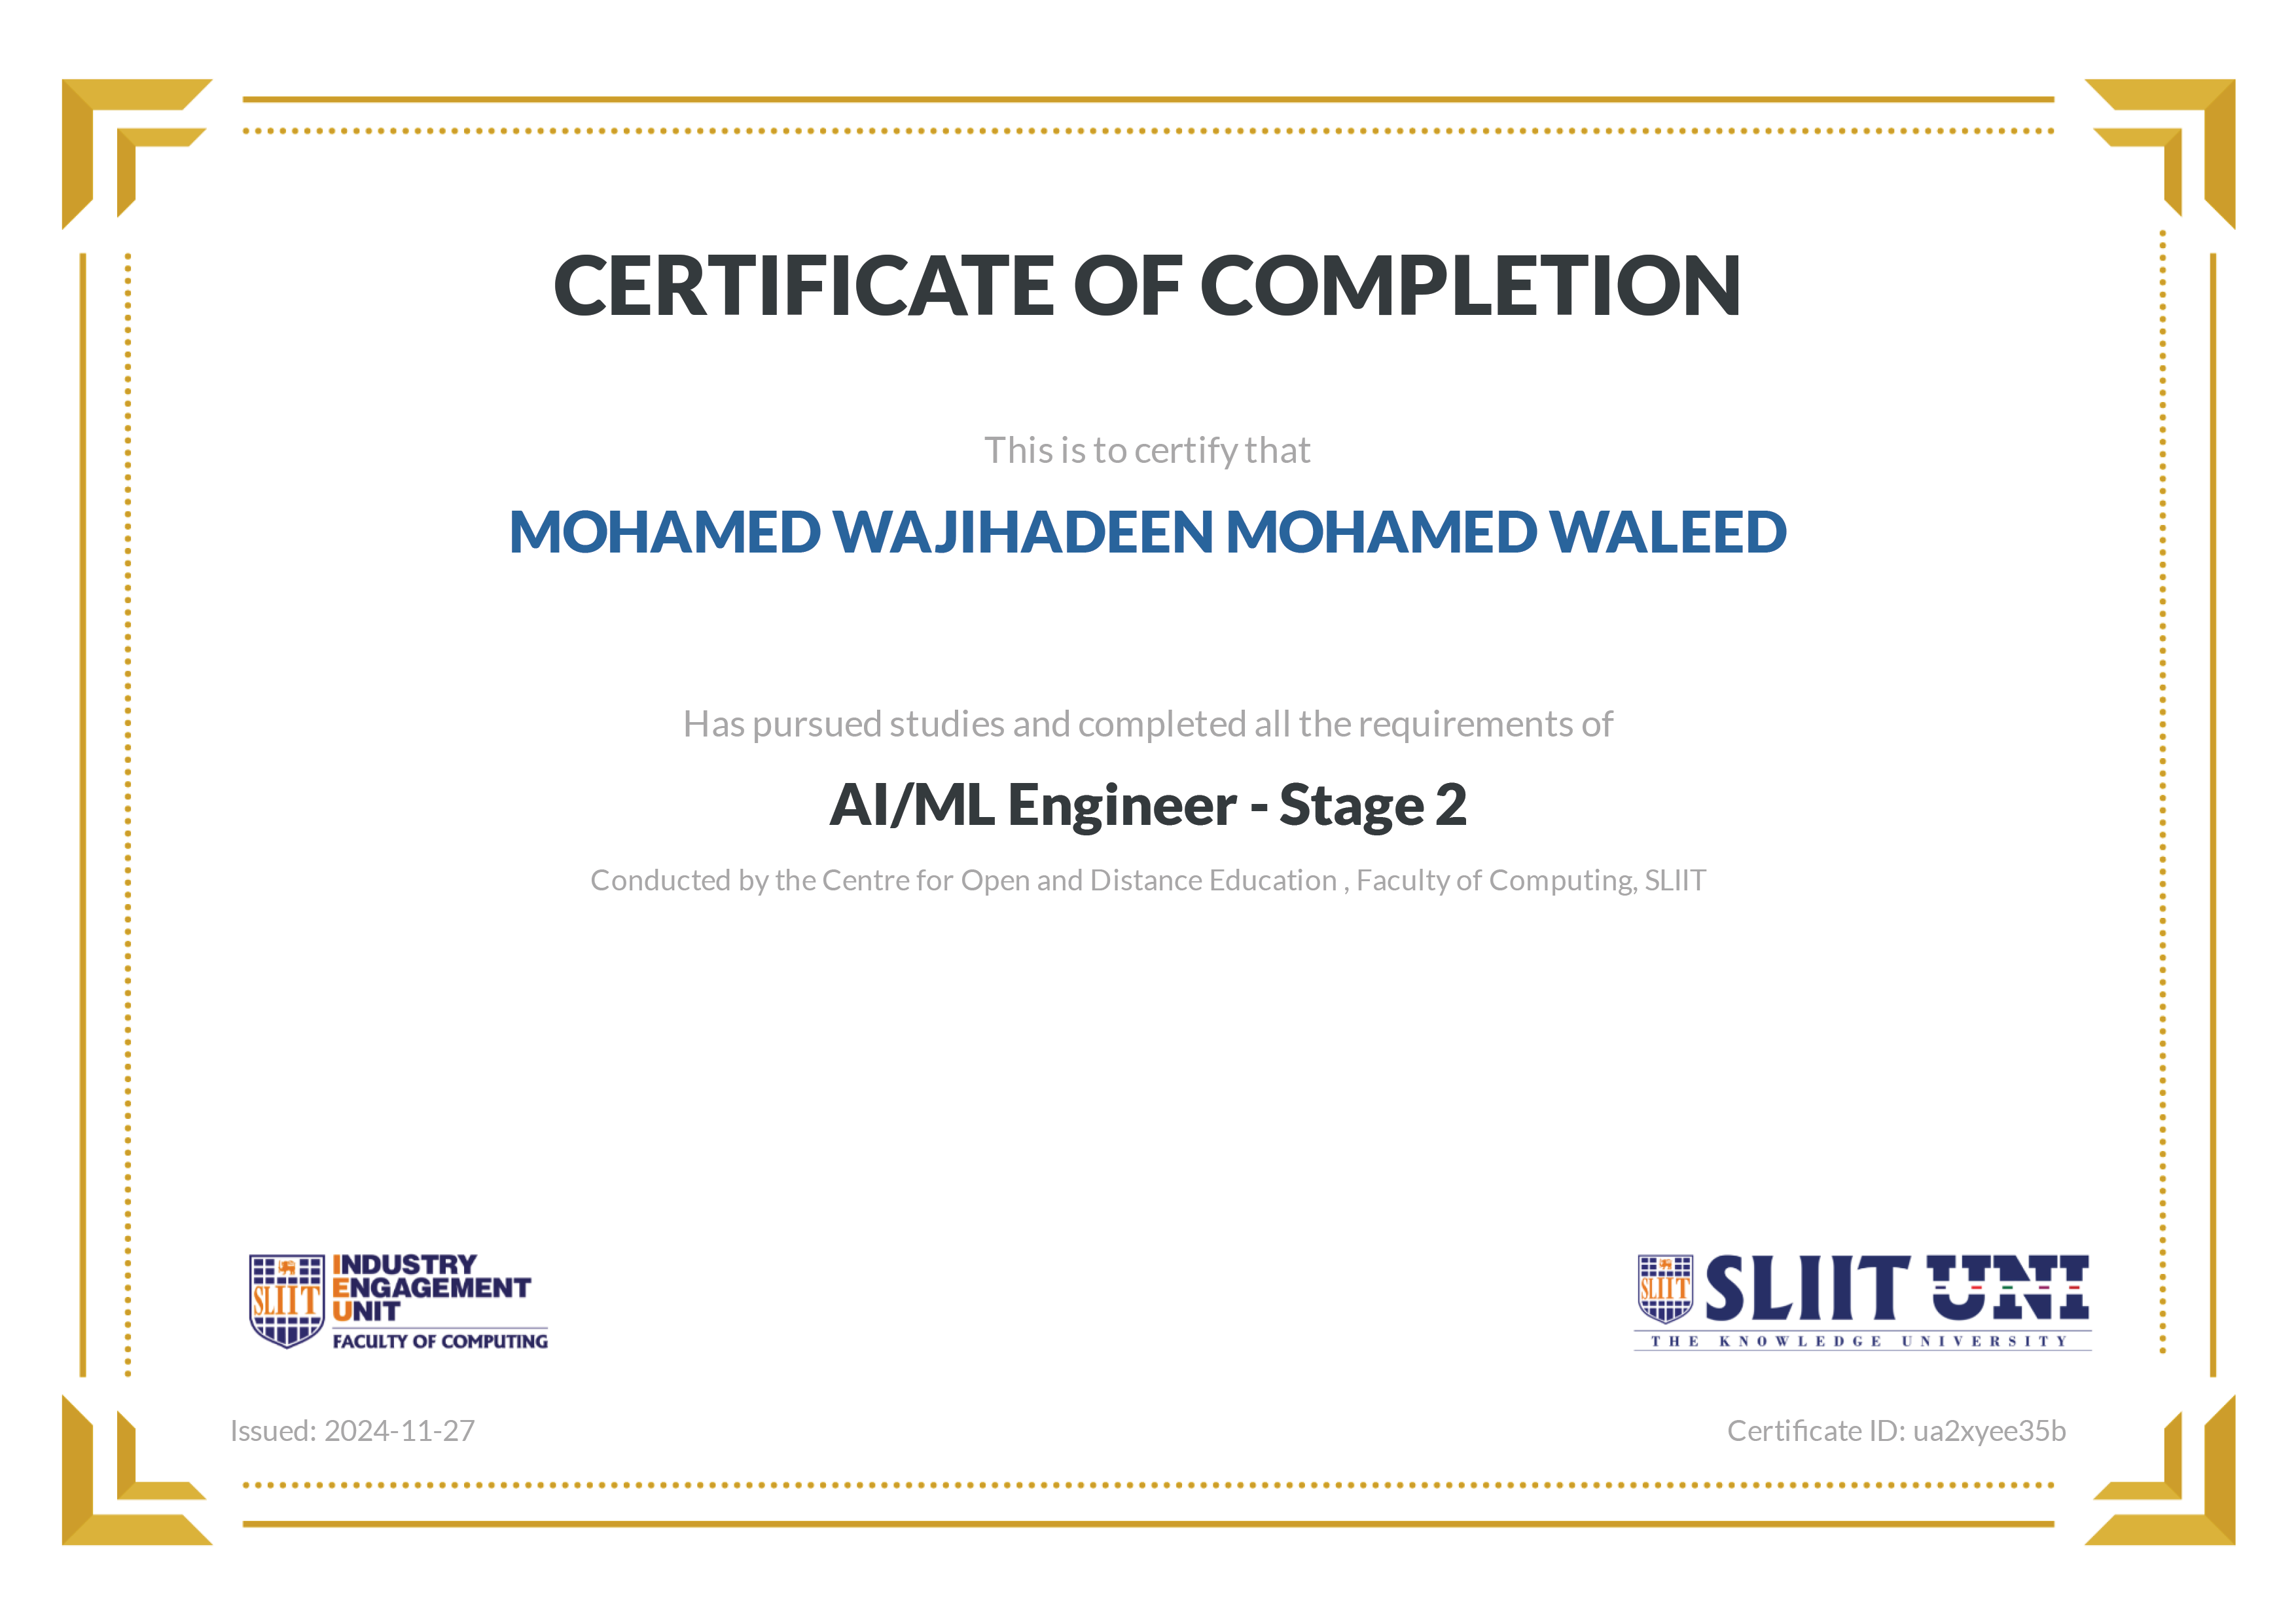 CERTIFICATE OF COMPLETION
This is to certify that
MOHAMED WAJIHADEEN MOHAMED WALEED
Has pursued studies and completed all the requirements of
AI/ML Engineer - Stage 2
Conducted by the Centre for Open and Distance Education , Faculty of Computing, SLIIT
SLIIT
INDUSTRY
ENGAGEMENT
UNIT
FACULTY OF COMPUTING
SLIIT
SLIIT UNI
THE KNOWLEDGE UNIVERSITY
Issued: 2024-11-27
Certificate ID: ua2xyee35b